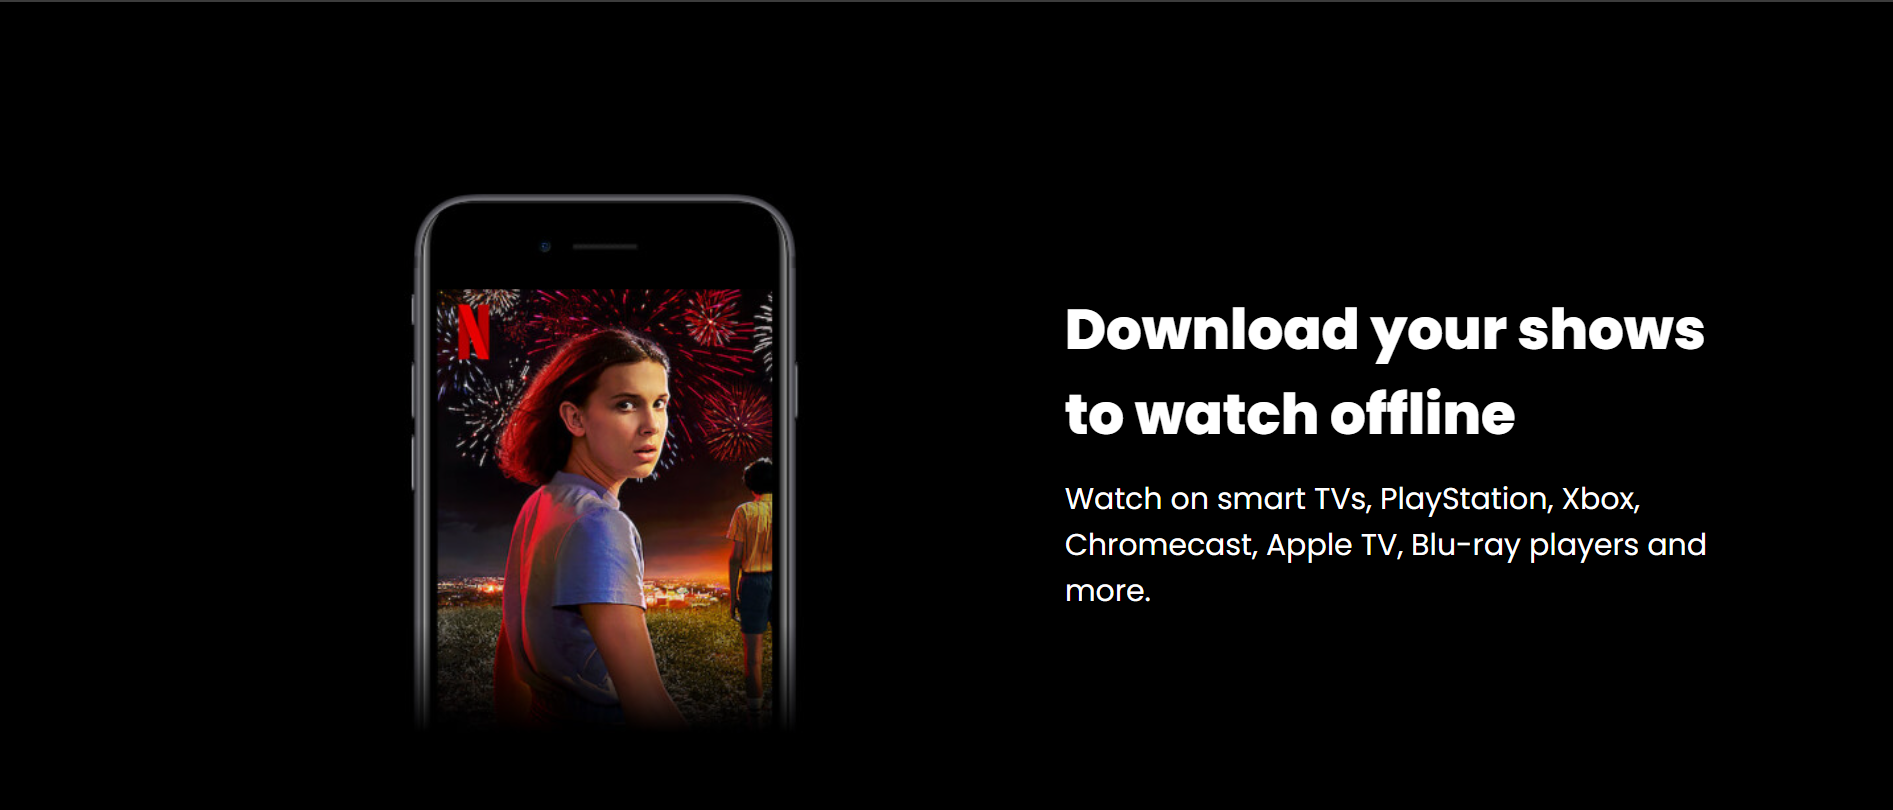 N
Download your shows
to watch offline
Watch on smart TVs, PlayStation, Xbox,
Chromecast, Apple TV, Blu-ray players and
more.